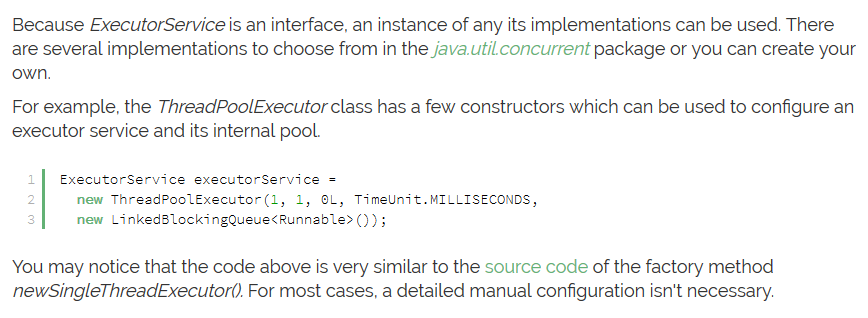 Because ExecutorService is an interface, an instance of any its implementations can be used. There
are several implementations to choose from in the java.util.concurrent package or you can create your
own.
For example, the ThreadPoolExecutor class has a few constructors which can be used to configure an
executor service and its internal pool.
1 ExecutorService executorService =
2 new ThreadPoolExecutor(1, 1, 0L, TimeUnit.MILLISECONDS,
3 new LinkedBlockingQueue<Runnable>());
You may notice that the code above is very similar to the source code of the factory method
newSingleThreadExecutor(). For most cases, a detailed manual configuration isn't necessary.